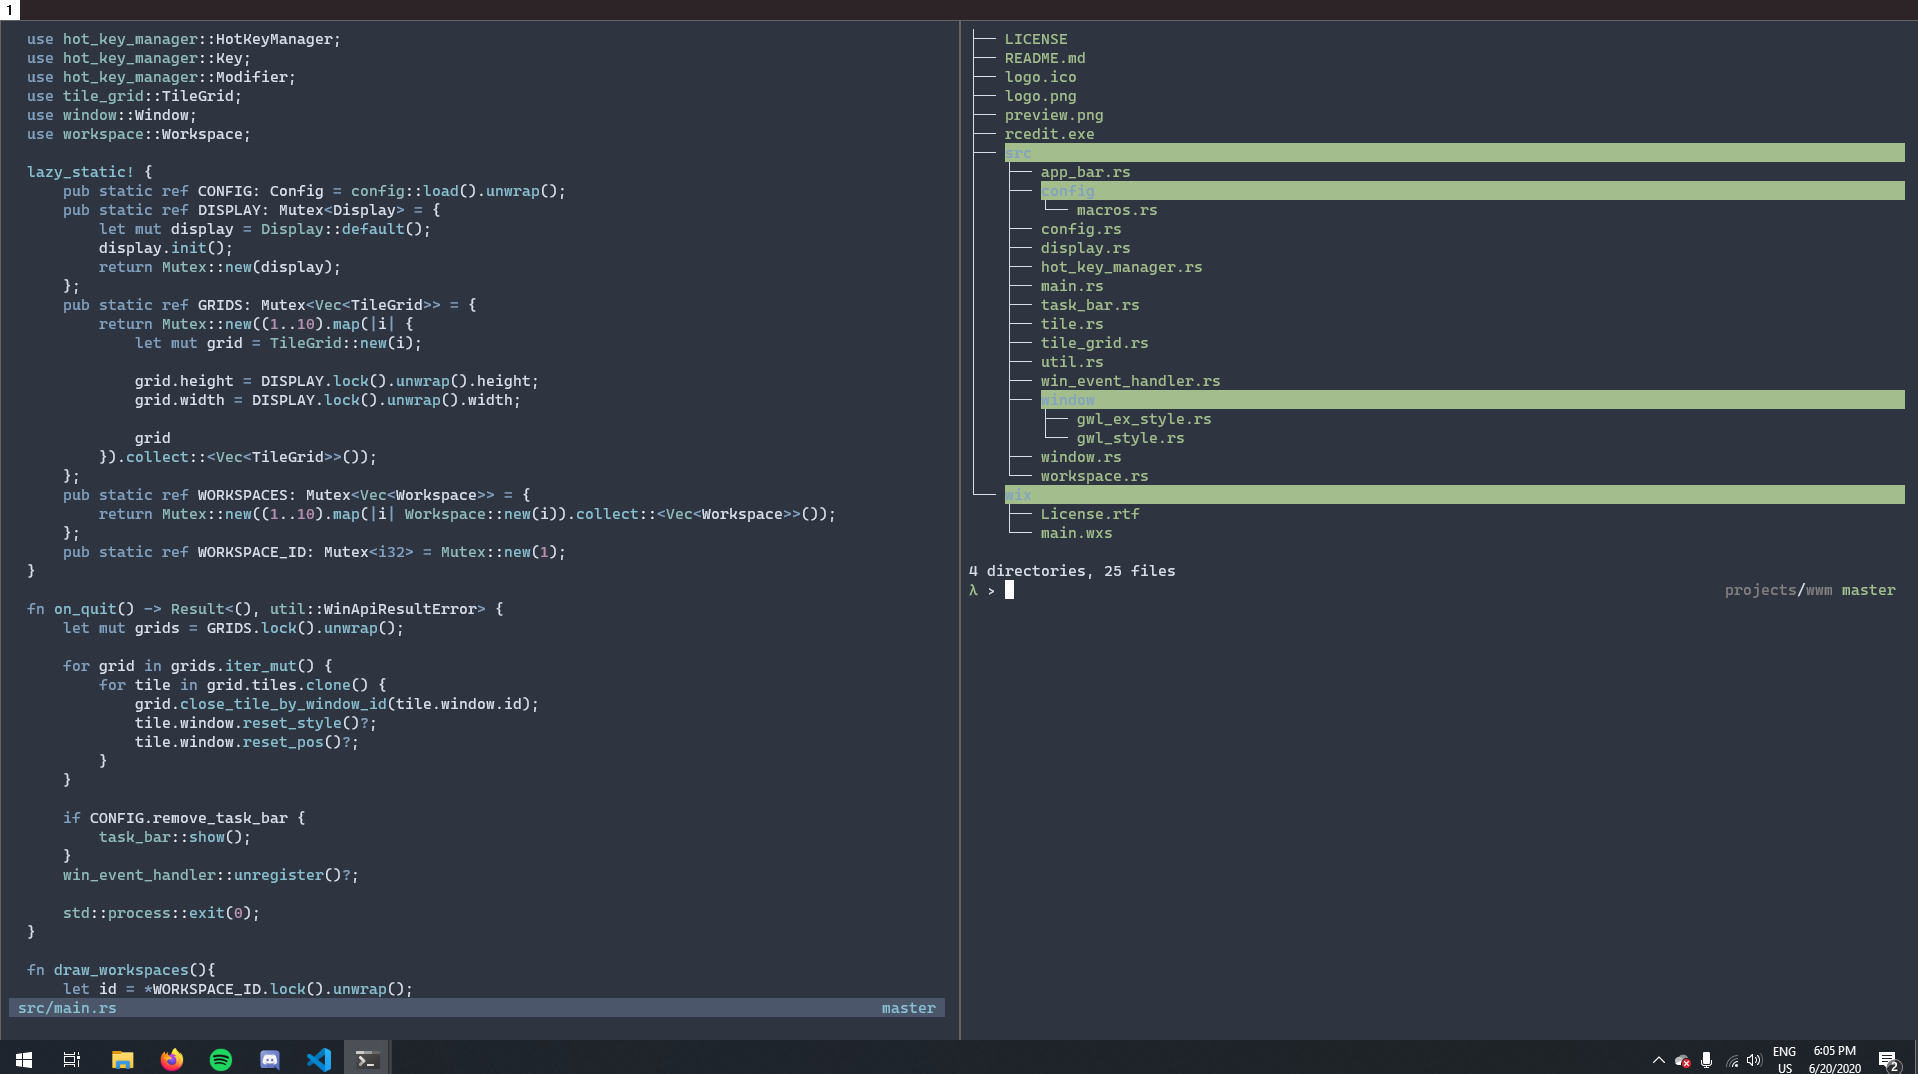 1
use hot_key_manager::HotKeyManager;
use hot_key_manager::Key;
use hot_key_manager::Modifier;
use tile_grid::TileGrid;
use window::Window;
use workspace::Workspace;
lazy_static! {
    pub static ref CONFIG: Config = config::load().unwrap();
    pub static ref DISPLAY: Mutex<Display> = {
        let mut display = Display::default();
        display.init();
        return Mutex::new(display);
    };
    pub static ref GRIDS: Mutex<Vec<TileGrid>> = {
        return Mutex::new((1..10).map(|i| {
            let mut grid = TileGrid::new(i);
            grid.height = DISPLAY.lock().unwrap().height;
            grid.width = DISPLAY.lock().unwrap().width;
            grid
        }).collect::<Vec<TileGrid>>());
    };
    pub static ref WORKSPACES: Mutex<Vec<Workspace>> = {
        return Mutex::new((1..10).map(|i| Workspace::new(i)).collect::<Vec<Workspace>>());
    };
    pub static ref WORKSPACE_ID: Mutex<i32> = Mutex::new(1);
}
fn on_quit() -> Result<(), util::WinApiResultError> {
    let mut grids = GRIDS.lock().unwrap();
    for grid in grids.iter_mut() {
        for tile in grid.tiles.clone() {
            grid.close_tile_by_window_id(tile.window.id);
            tile.window.reset_style()?;
            tile.window.reset_pos()?;
        }
    }
    if CONFIG.remove_task_bar {
        task_bar::show();
    }
    win_event_handler::unregister()?;
    std::process::exit(0);
}
fn draw_workspaces(){
    let id = *WORKSPACE_ID.lock().unwrap();
src/main.rs master
LICENSE
README.md
logo.ico
logo.png
preview.png
rcedit.exe
src
app_bar.rs
config
macros.rs
config.rs
display.rs
hot_key_manager.rs
main.rs
task_bar.rs
tile.rs
tile_grid.rs
util.rs
win_event_handler.rs
window
gwl_ex_style.rs
gwl_style.rs
window.rs
workspace.rs
wix
License.rtf
main.wxs
4 directories, 25 files
λ > projects/wwm master
ENG
US
6:05 PM
6/20/2020
2